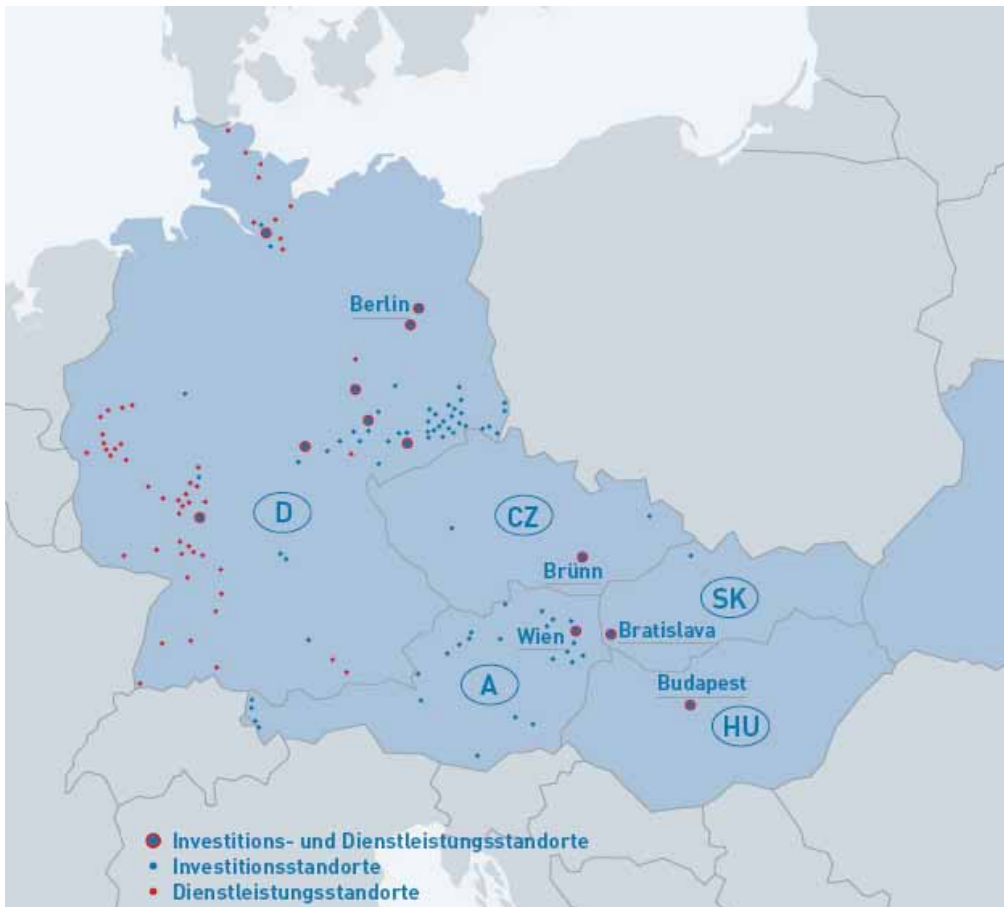 Berlin
D
CZ
Brünn
SK
Wien
Bratislava
A
Budapest
HU
Investitions- und Dienstleistungsstandorte
Investitionsstandorte
Dienstleistungsstandorte